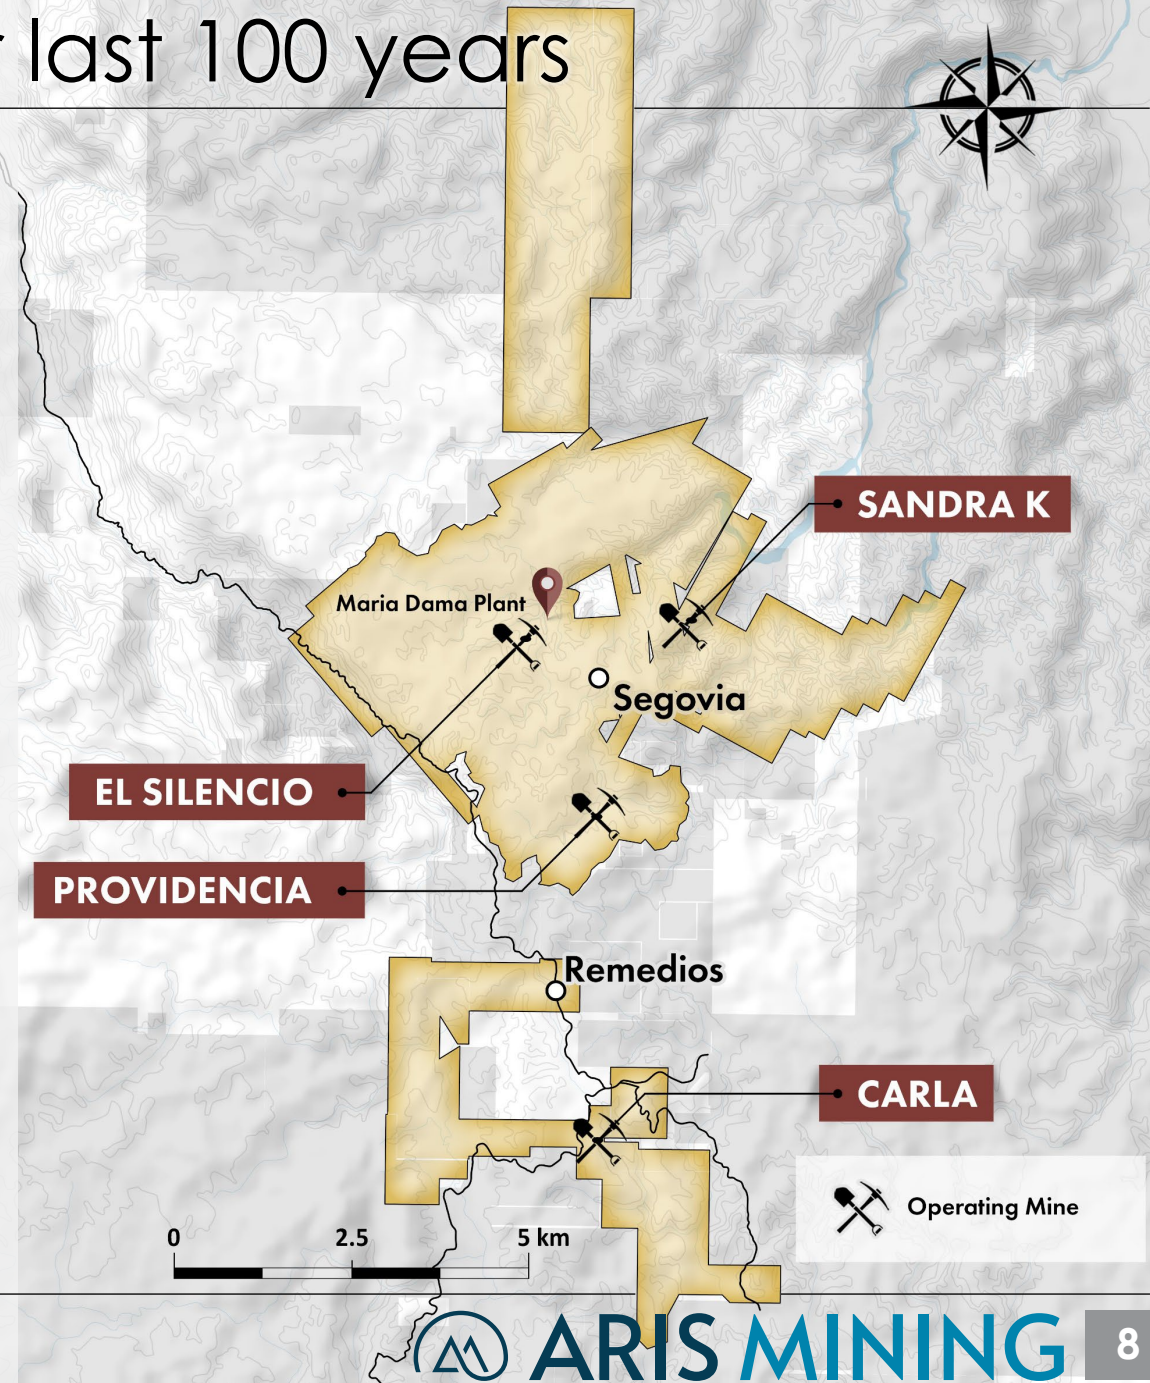 last 100 years
SANDRA K
Maria Dama Plant
Segovia
EL SILENCIO
PROVIDENCIA
Remedios
CARLA
Operating Mine
0 2.5 5 km
ARIS MINING
8